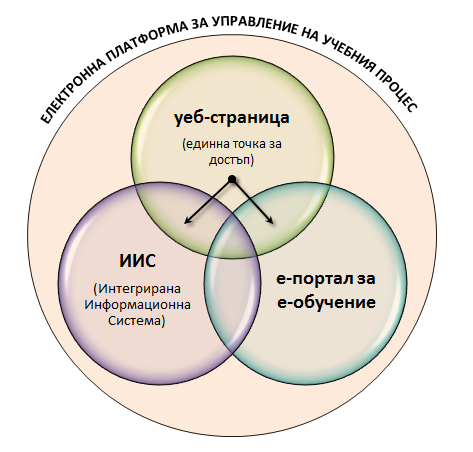 ЕЛЕКТРОННА ПЛАТФОРМА ЗА УПРАВЛЕНИЕ НА УЧЕБНИЯ ПРОЦЕС
уеб-страница
(единна точка за
достъп)
ИИС
(Интегрирана
Информационна
Система)
е-портал за
е-обучение